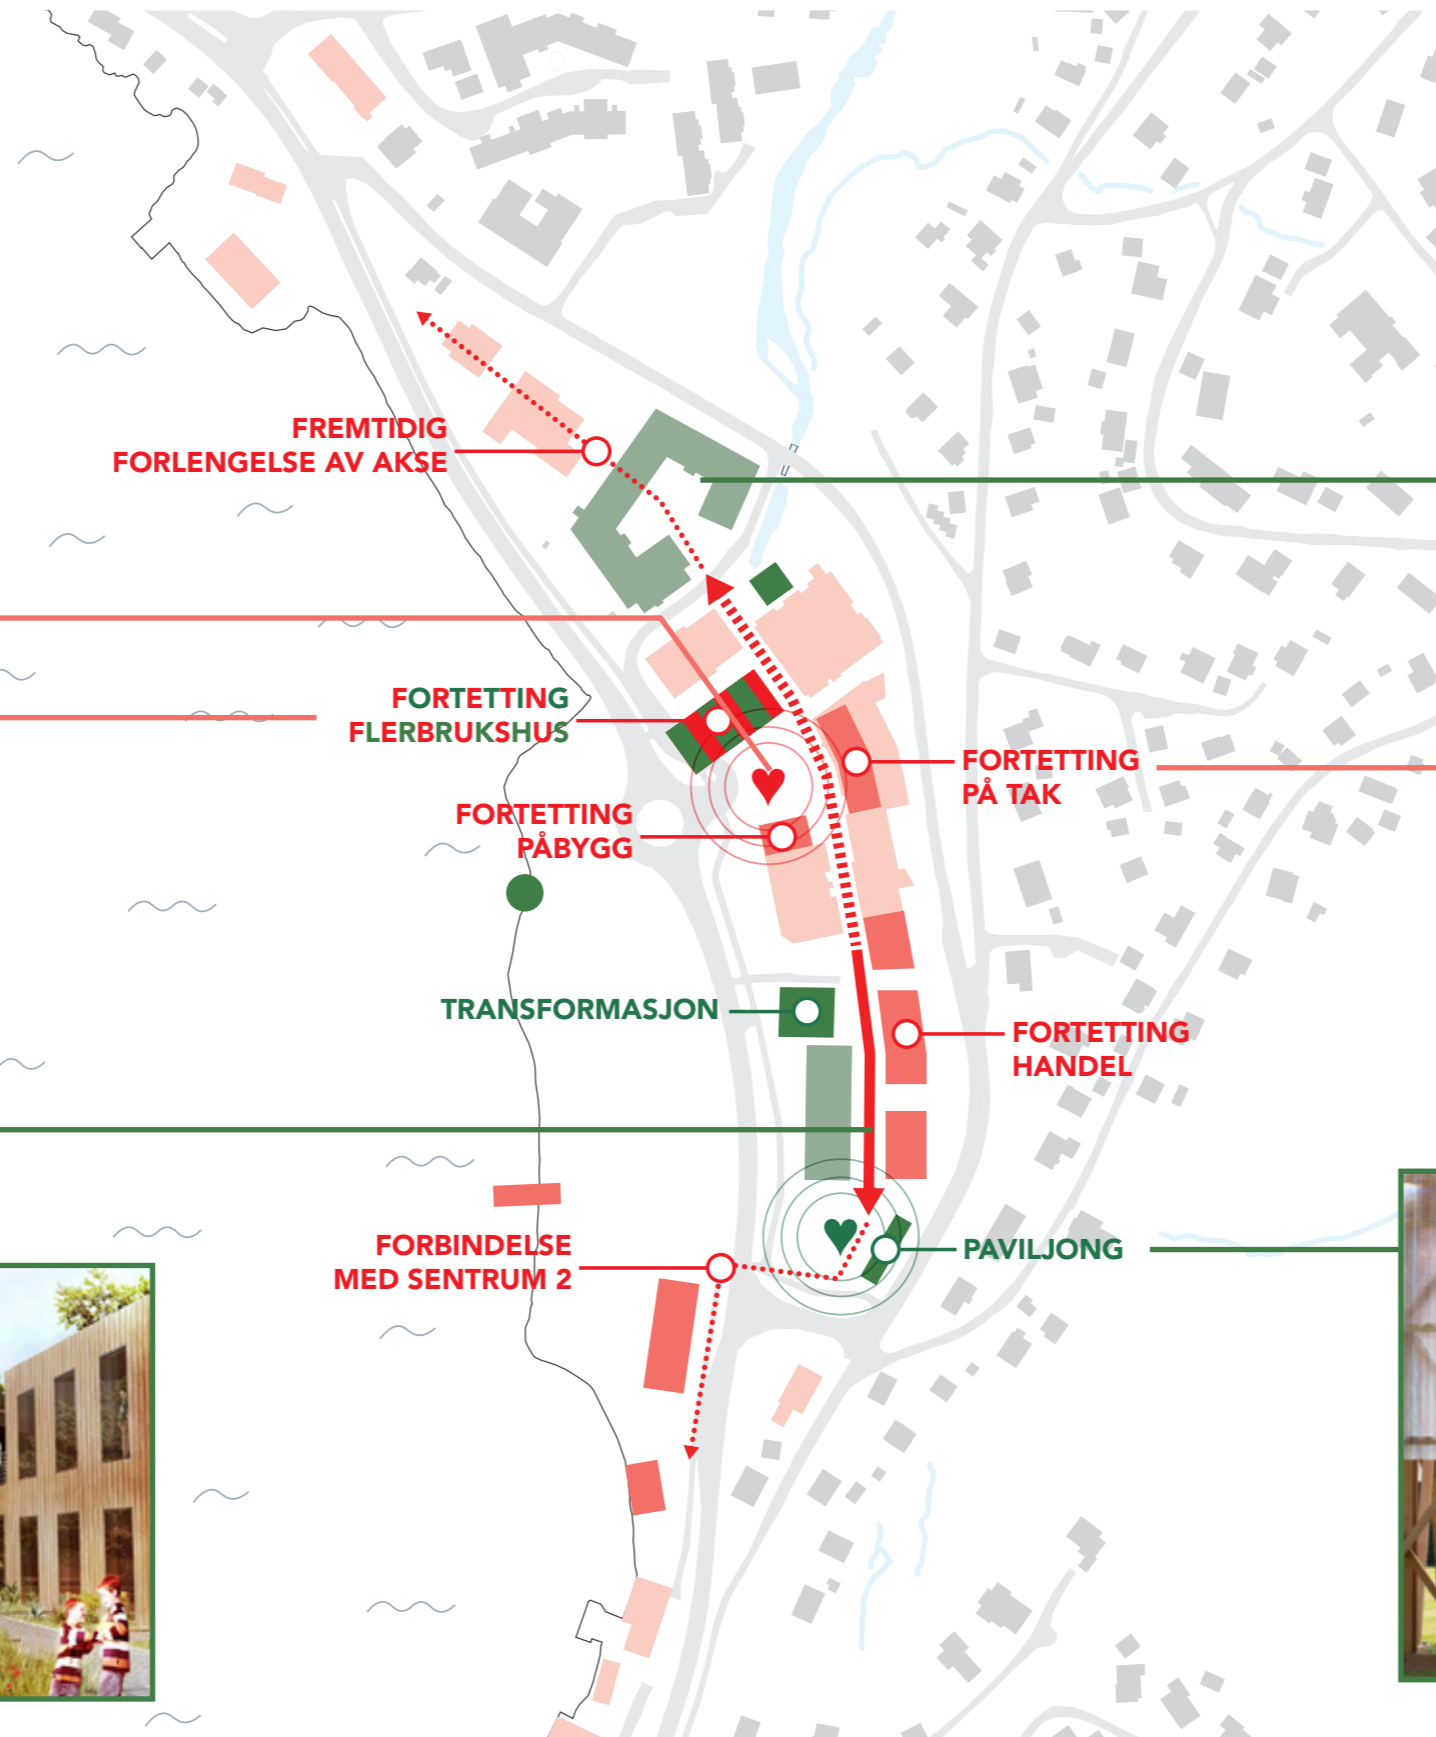 FREMTIDIG
FORLENGELSE AV AKSE
FORTETTING
FLERBRUKSHUS
FORTETTING
PÅ TAK
FORTETTING
PÅBYGG
TRANSFORMASJON
FORTETTING
HANDEL
FORBINDELSE
MED SENTRUM 2
PAVILJONG